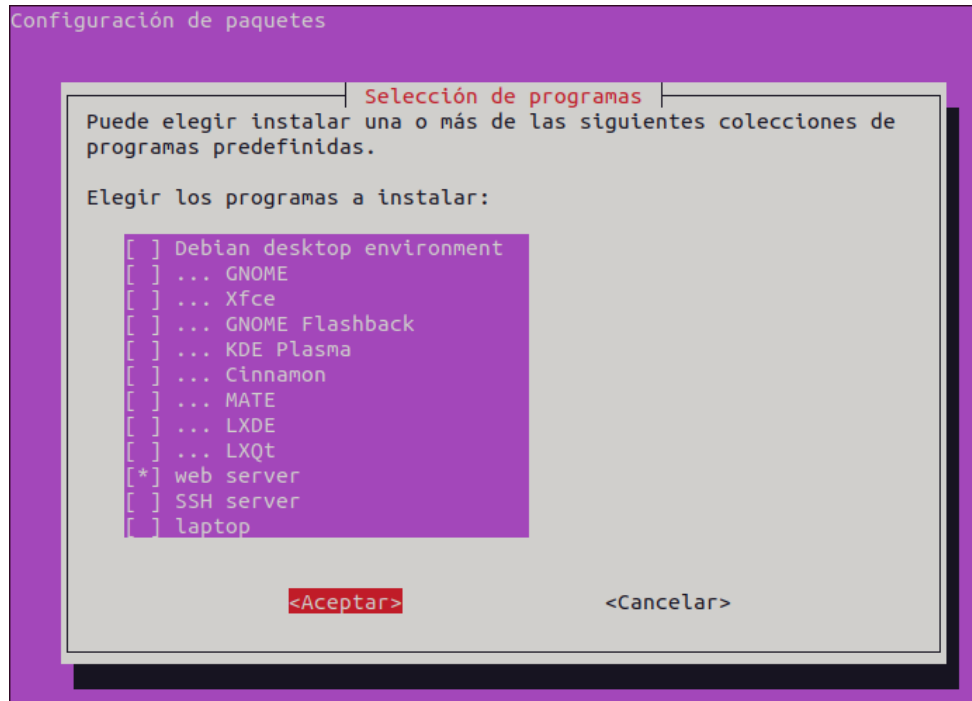 Configuración de paquetes
Selección de programas
Puede elegir instalar una o más de las siguientes colecciones de
programas predefinidas.
Elegir los programas a instalar:
[ ] Debian desktop environment
[ ] ... GNOME
[ ] ... Xfce
[ ] ... GNOME Flashback
[ ] ... KDE Plasma
[ ] ... Cinnamon
[ ] ... MATE
[ ] ... LXDE
[ ] ... LXQt
[*] web server
[ ] SSH server
[ ] laptop
<Aceptar> <Cancelar>